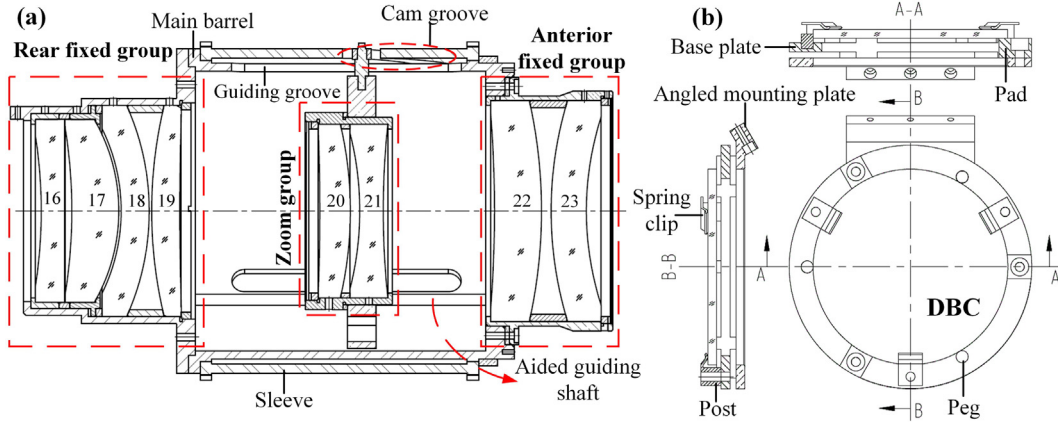 (a)
Main barrel
Cam groove
Rear fixed group
Anterior
fixed group
Guiding groove
Zoom group
16
17
18
19
20
21
22
23
Aided guiding
shaft
Sleeve
(b)
A-A
Base plate
Pad
Angled mounting plate
B
Spring
clip
B-B
A
A
DBC
Post
B
Peg